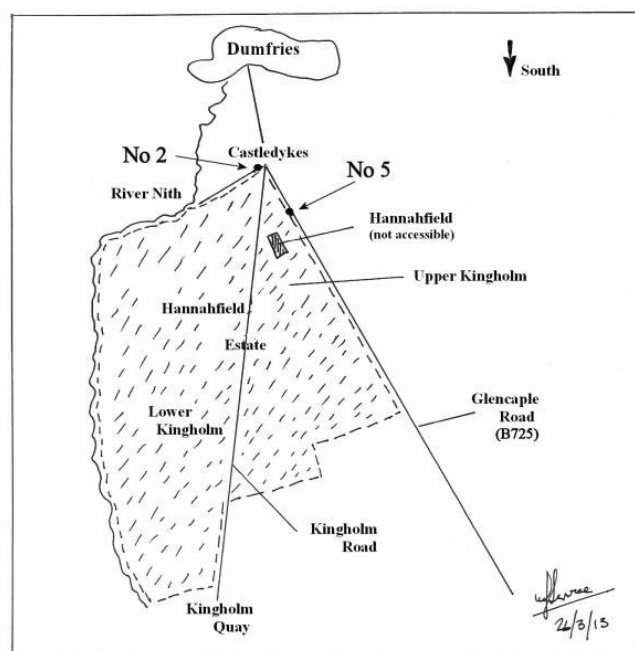 Dumfries
South
No 2
Castledykes
No 5
River Nith
Hannahfield
(not accessible)
Upper Kingholm
Hannahfield
Estate
Lower
Kingholm
Glencaple
Road
(B725)
Kingholm
Road
Kingholm
Quay
26/3/13